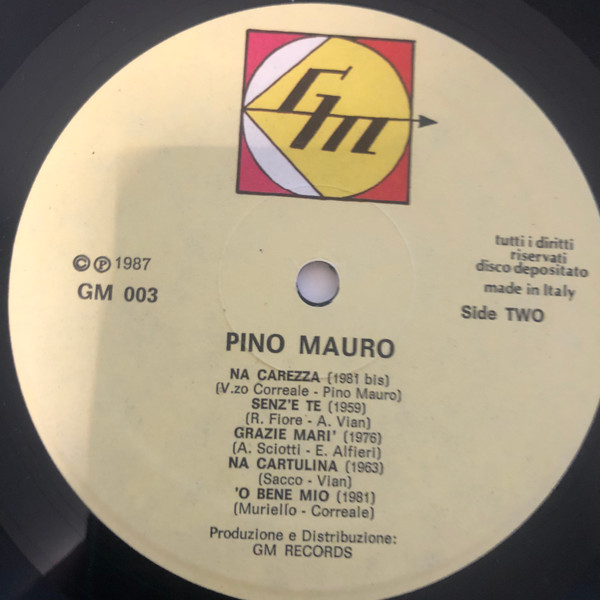 Gm
© ℗ 1987
GM 003
tutti i diritti
riservati
disco depositato
made in Italy
Side TWO
PINO MAURO
NA CAREZZA (1981 bis)
(V.zo Correale - Pino Mauro)
SENZ'E TE (1959)
(R. Fiore - A. Vian)
GRAZIE MARI' (1976)
(A. Sciotti - E. Alfieri)
NA CARTULINA (1963)
(Sacco - Vian)
'O BENE MIO (1981)
(Muriello - Correale)
Produzione e Distribuzione:
GM RECORDS